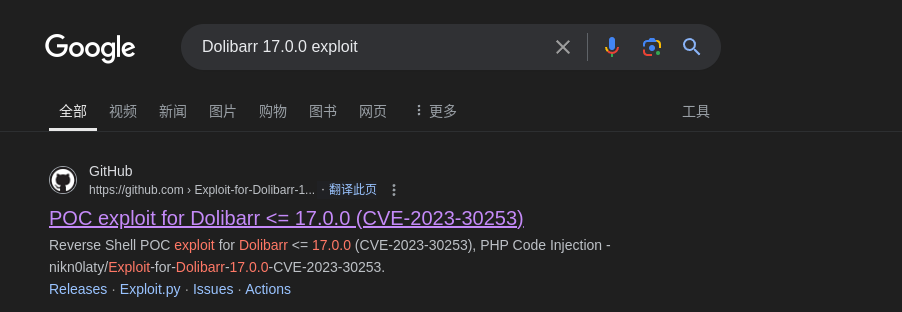 Google
Dolibarr 17.0.0 exploit
全部 视频 新闻 图片 购物 图书 网页 更多 工具
GitHub
https://github.com › Exploit-for-Dolibarr-1... · 翻译此页
POC exploit for Dolibarr <= 17.0.0 (CVE-2023-30253)
Reverse Shell POC exploit for Dolibarr <= 17.0.0 (CVE-2023-30253), PHP Code Injection -
nikn0laty/Exploit-for-Dolibarr-17.0.0-CVE-2023-30253.
Releases · Exploit.py · Issues · Actions